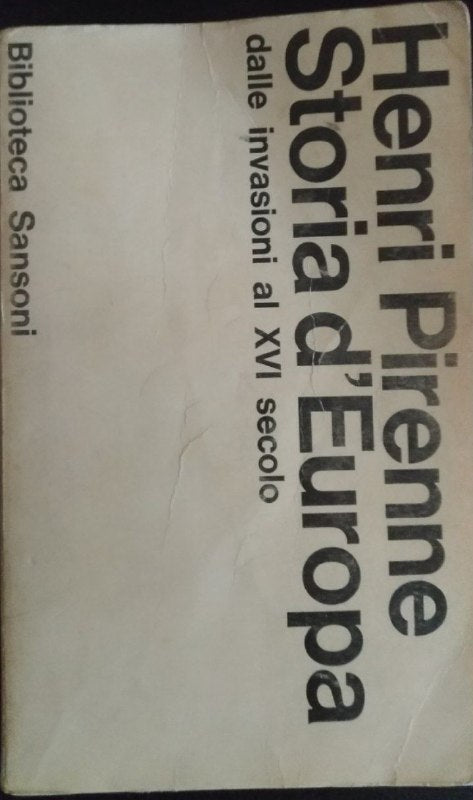 Henri Pirenne
Storia d'Europa
dalle invasioni al XVI secolo
Biblioteca Sansoni